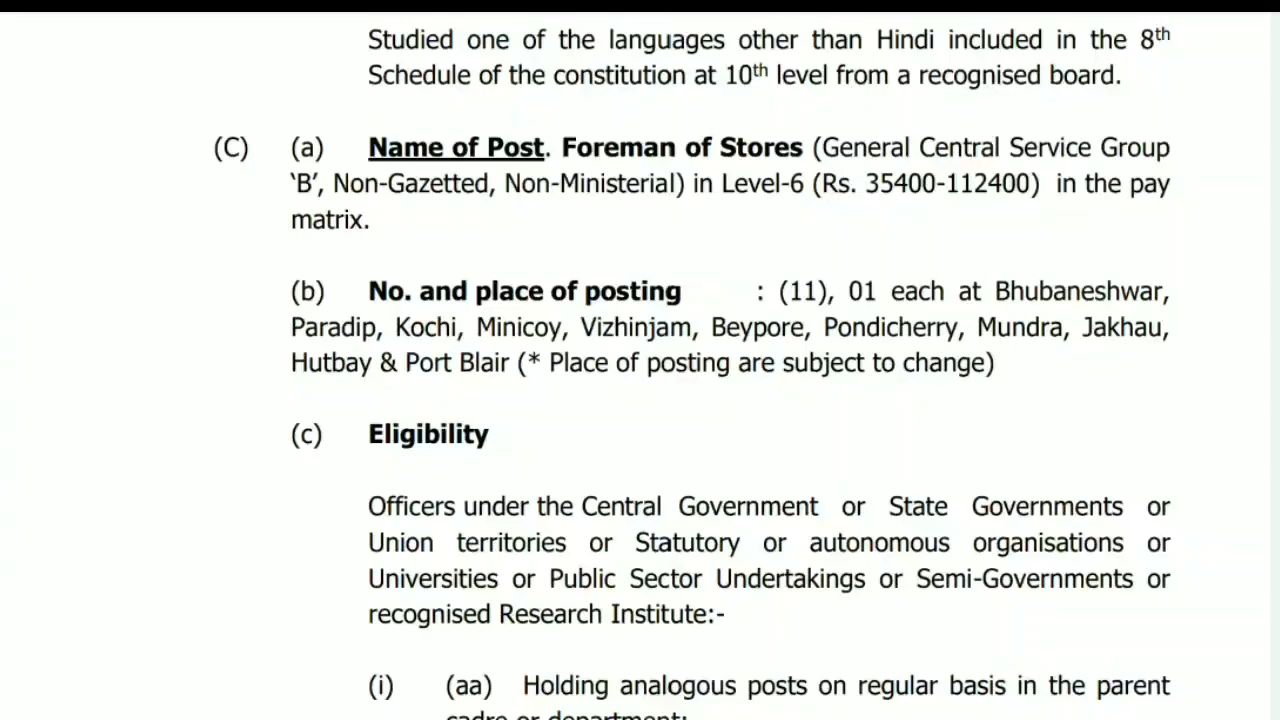 Studied one of the languages other than Hindi included in the 8th
Schedule of the constitution at 10th level from a recognised board.
(C) (a) Name of Post. Foreman of Stores (General Central Service Group
‘B’, Non-Gazetted, Non-Ministerial) in Level-6 (Rs. 35400-112400) in the pay
matrix.
(b) No. and place of posting : (11), 01 each at Bhubaneshwar,
Paradip, Kochi, Minicoy, Vizhinjam, Beypore, Pondicherry, Mundra, Jakhau,
Hutbay & Port Blair (* Place of posting are subject to change)
(c) Eligibility
Officers under the Central Government or State Governments or
Union territories or Statutory or autonomous organisations or
Universities or Public Sector Undertakings or Semi-Governments or
recognised Research Institute:-
(i) (aa) Holding analogous posts on regular basis in the parent
cadre or department;